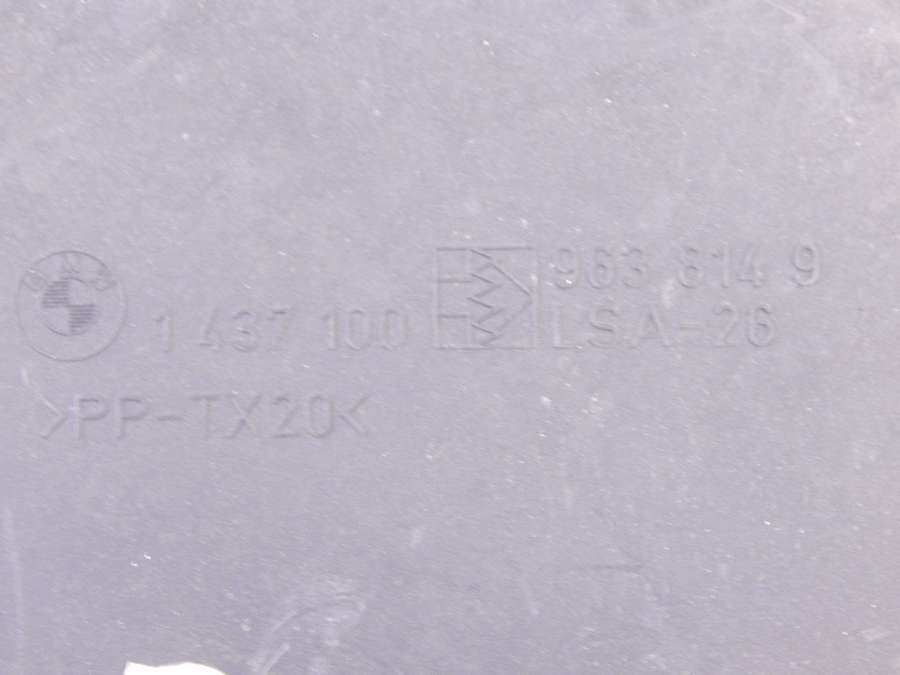 BMW
1 437 100
963 814 9
LSA-26
>PP-TX20<